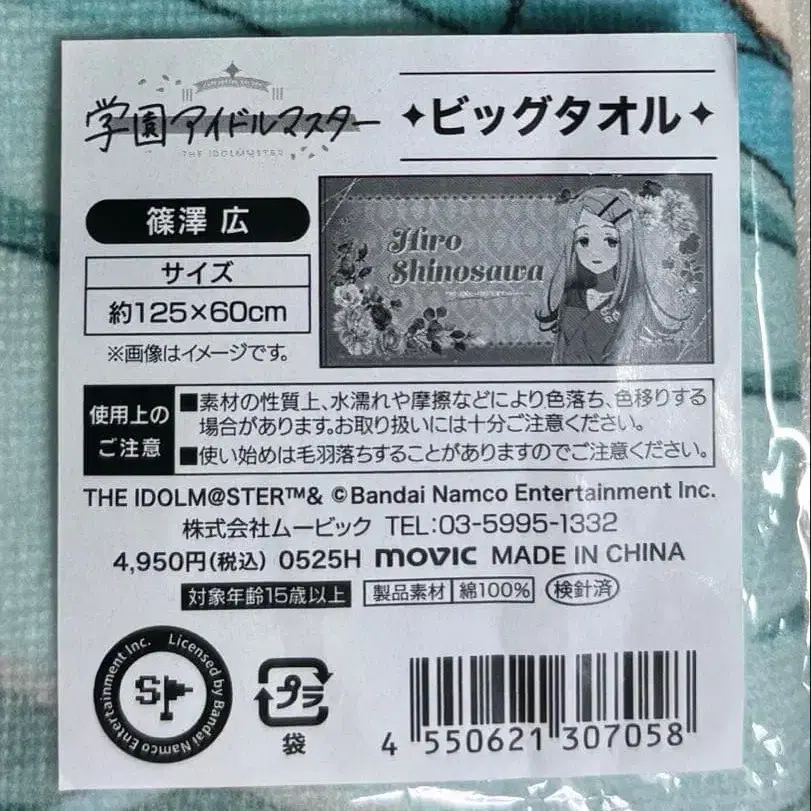 学園アイドルマスター
THE IDOLM@STER
✦ビッグタオル✦
篠澤 広
サイズ
約125×60cm
※画像はイメージです。
Hiro
Shinosawa
使用上の
ご注意
■素材の性質上、水濡れや摩擦などにより色落ち、色移りする
場合があります。お取り扱いには十分ご注意ください。
■使い始めは毛羽落ちすることがありますのでご注意ください。
THE IDOLM@STER™& ©Bandai Namco Entertainment Inc.
株式会社ムービック TEL:03-5995-1332
4,950円(税込) 0525H movic MADE IN CHINA
対象年齢15歳以上 製品素材 綿100% 検針済
Licensed by Bandai Namco Entertainment Inc.
プラ
袋
4 550621 307058